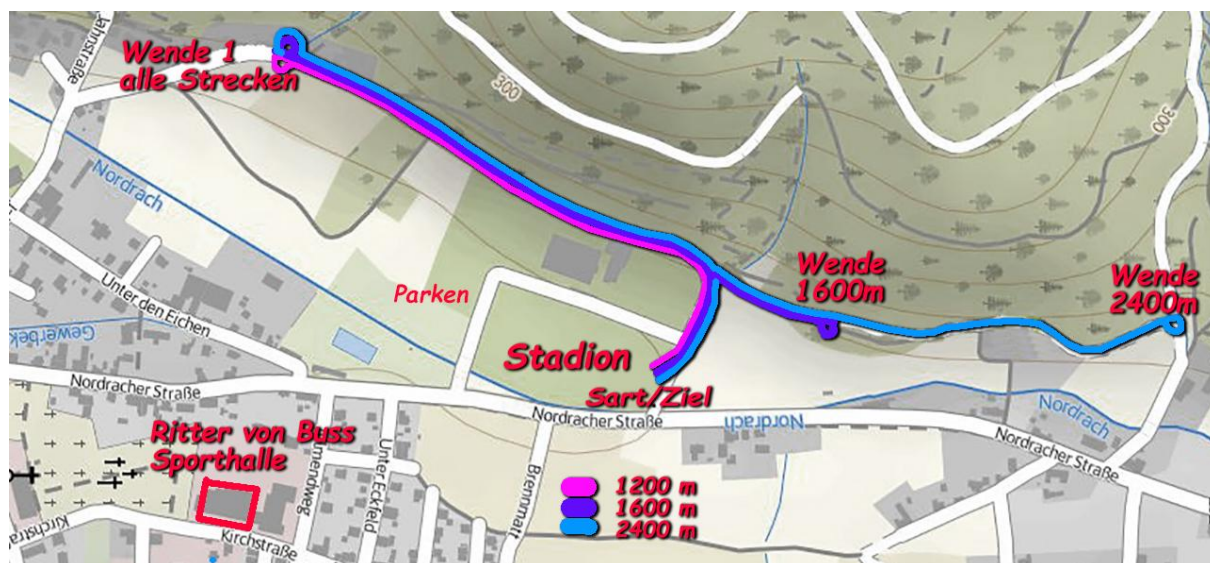 Jahnstraße
Wende 1
alle Strecken
300
300
Nordrach
Wende
1600m
Wende
2400m
Parken
Unter den Eichen
Gewerbek
Stadion
Sart/Ziel
Nordracher Straße
Nordracher Straße
Nordrach
Nordrach
Nordracher Straße
Ritter von Buss
Sporthalle
mendweg
Unter Eckfeld
Brennmatt
1200 m
1600 m
2400 m
Kirchstra
Kirchstraße